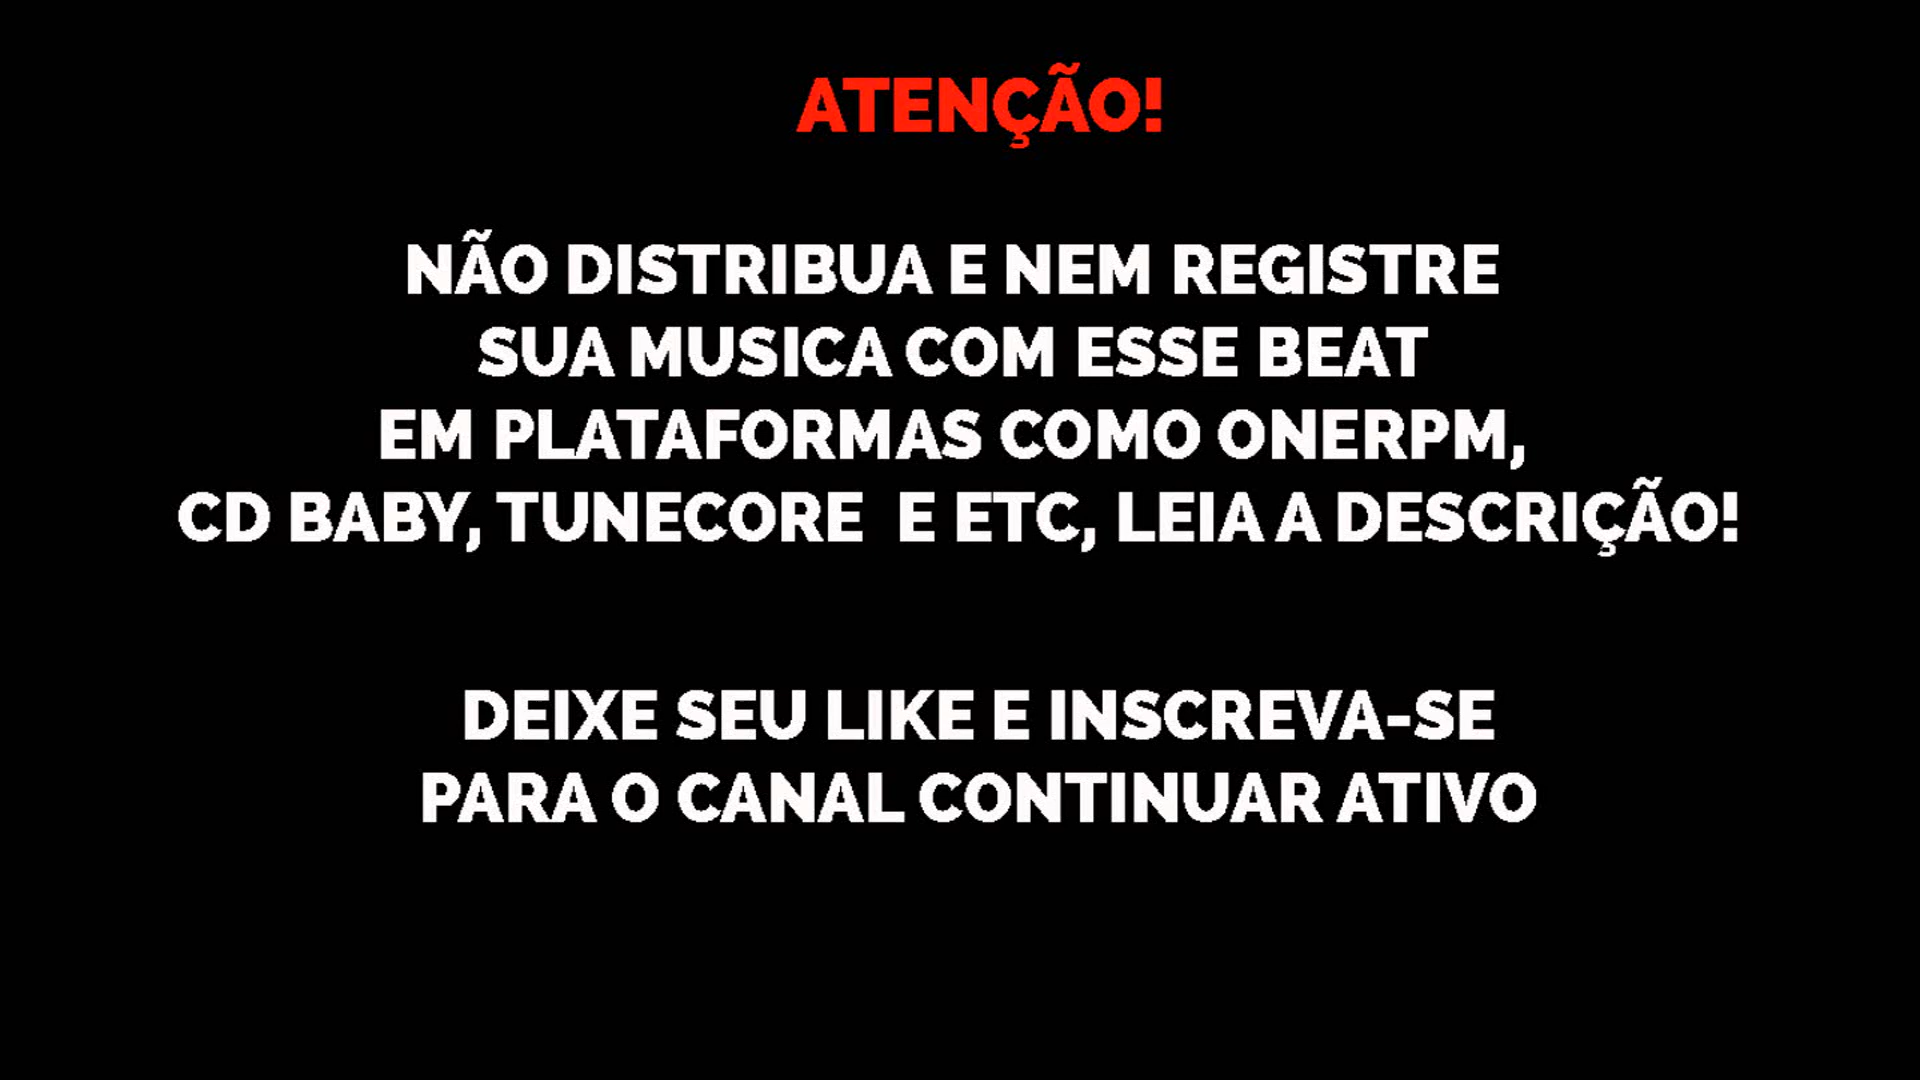 ATENÇÃO!
NÃO DISTRIBUA E NEM REGISTRE
SUA MUSICA COM ESSE BEAT
EM PLATAFORMAS COMO ONERPM,
CD BABY, TUNECORE  E ETC, LEIA A DESCRIÇÃO!
DEIXE SEU LIKE E INSCREVA-SE
PARA O CANAL CONTINUAR ATIVO